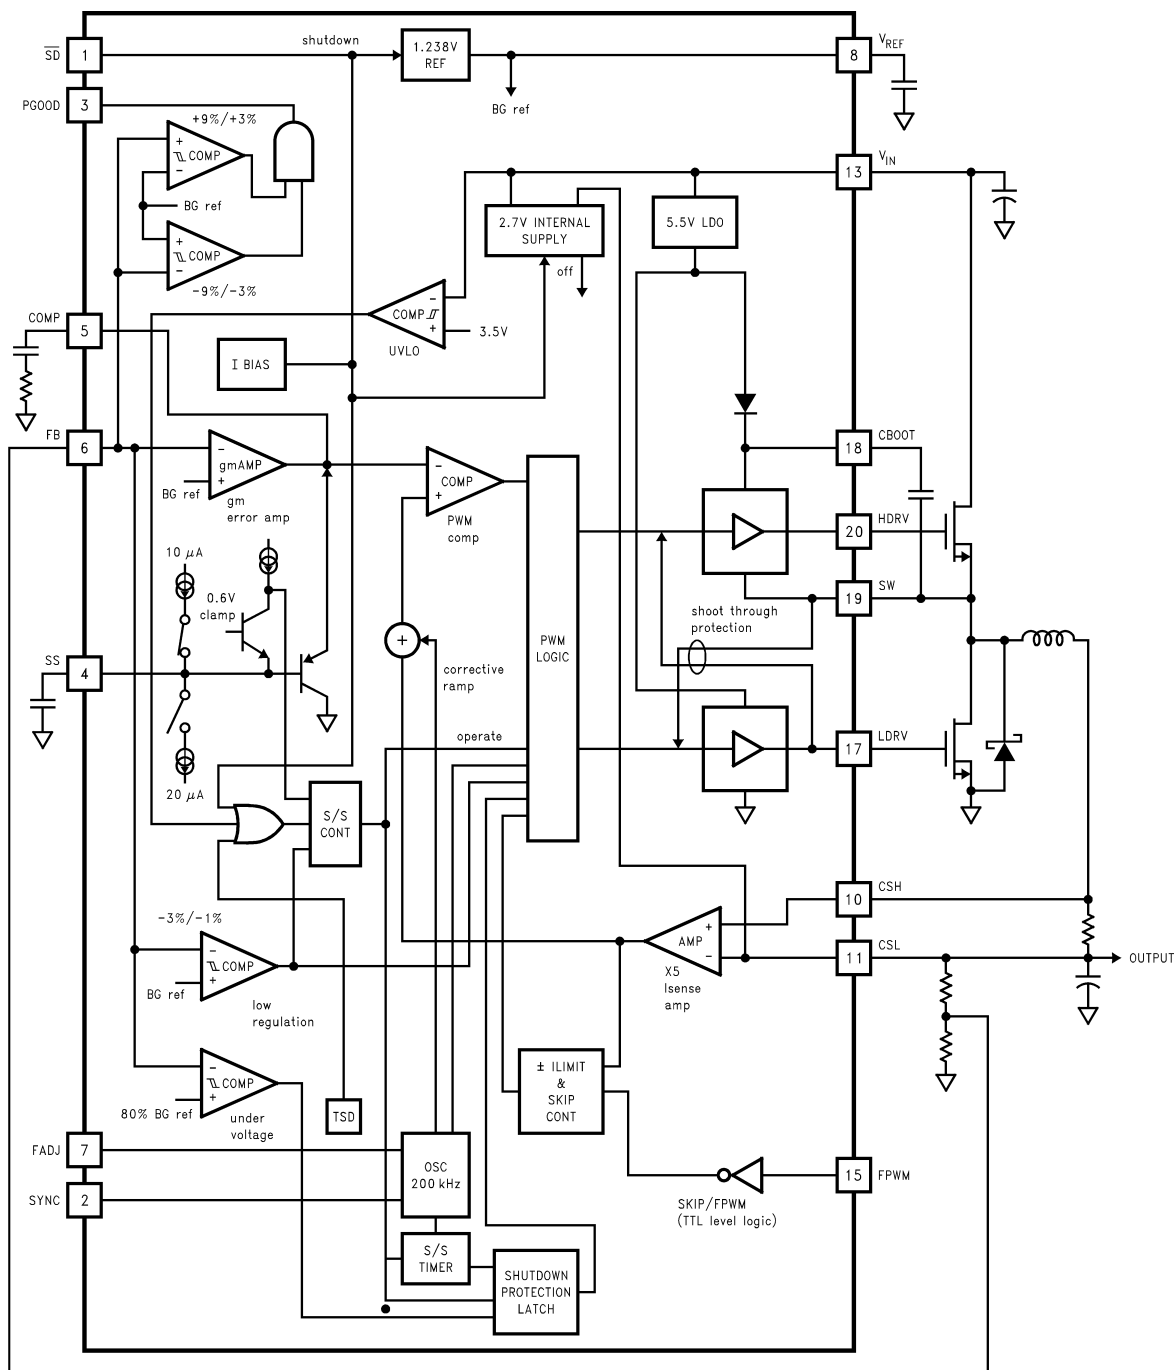 SD
1
shutdown
1.238V
REF
8
VREF
BG ref
PGOOD
3
+9%/+3%
+
COMP
−
BG ref
+
COMP
−
−9%/−3%
13
VIN
2.7V INTERNAL
SUPPLY
off
5.5V LDO
COMP
5
−
COMP
+
3.5V
UVLO
I BIAS
FB
6
−
gmAMP
+
BG ref
gm
error amp
−
COMP
+
PWM
comp
18
CBOOT
20
HDRV
19
SW
10 µA
0.6V
clamp
SS
4
20 µA
+
corrective
ramp
PWM
LOGIC
shoot through
protection
operate
17
LDRV
S/S
CONT
−3%/−1%
−
COMP
+
BG ref
low
regulation
10
CSH
+
AMP
−
X5
Isense
amp
11
CSL
OUTPUT
−
COMP
+
80% BG ref
under
voltage
TSD
± ILIMIT
&
SKIP
CONT
FADJ
7
OSC
200 kHz
SYNC
2
15
FPWM
SKIP/FPWM
(TTL level logic)
S/S
TIMER
SHUTDOWN
PROTECTION
LATCH